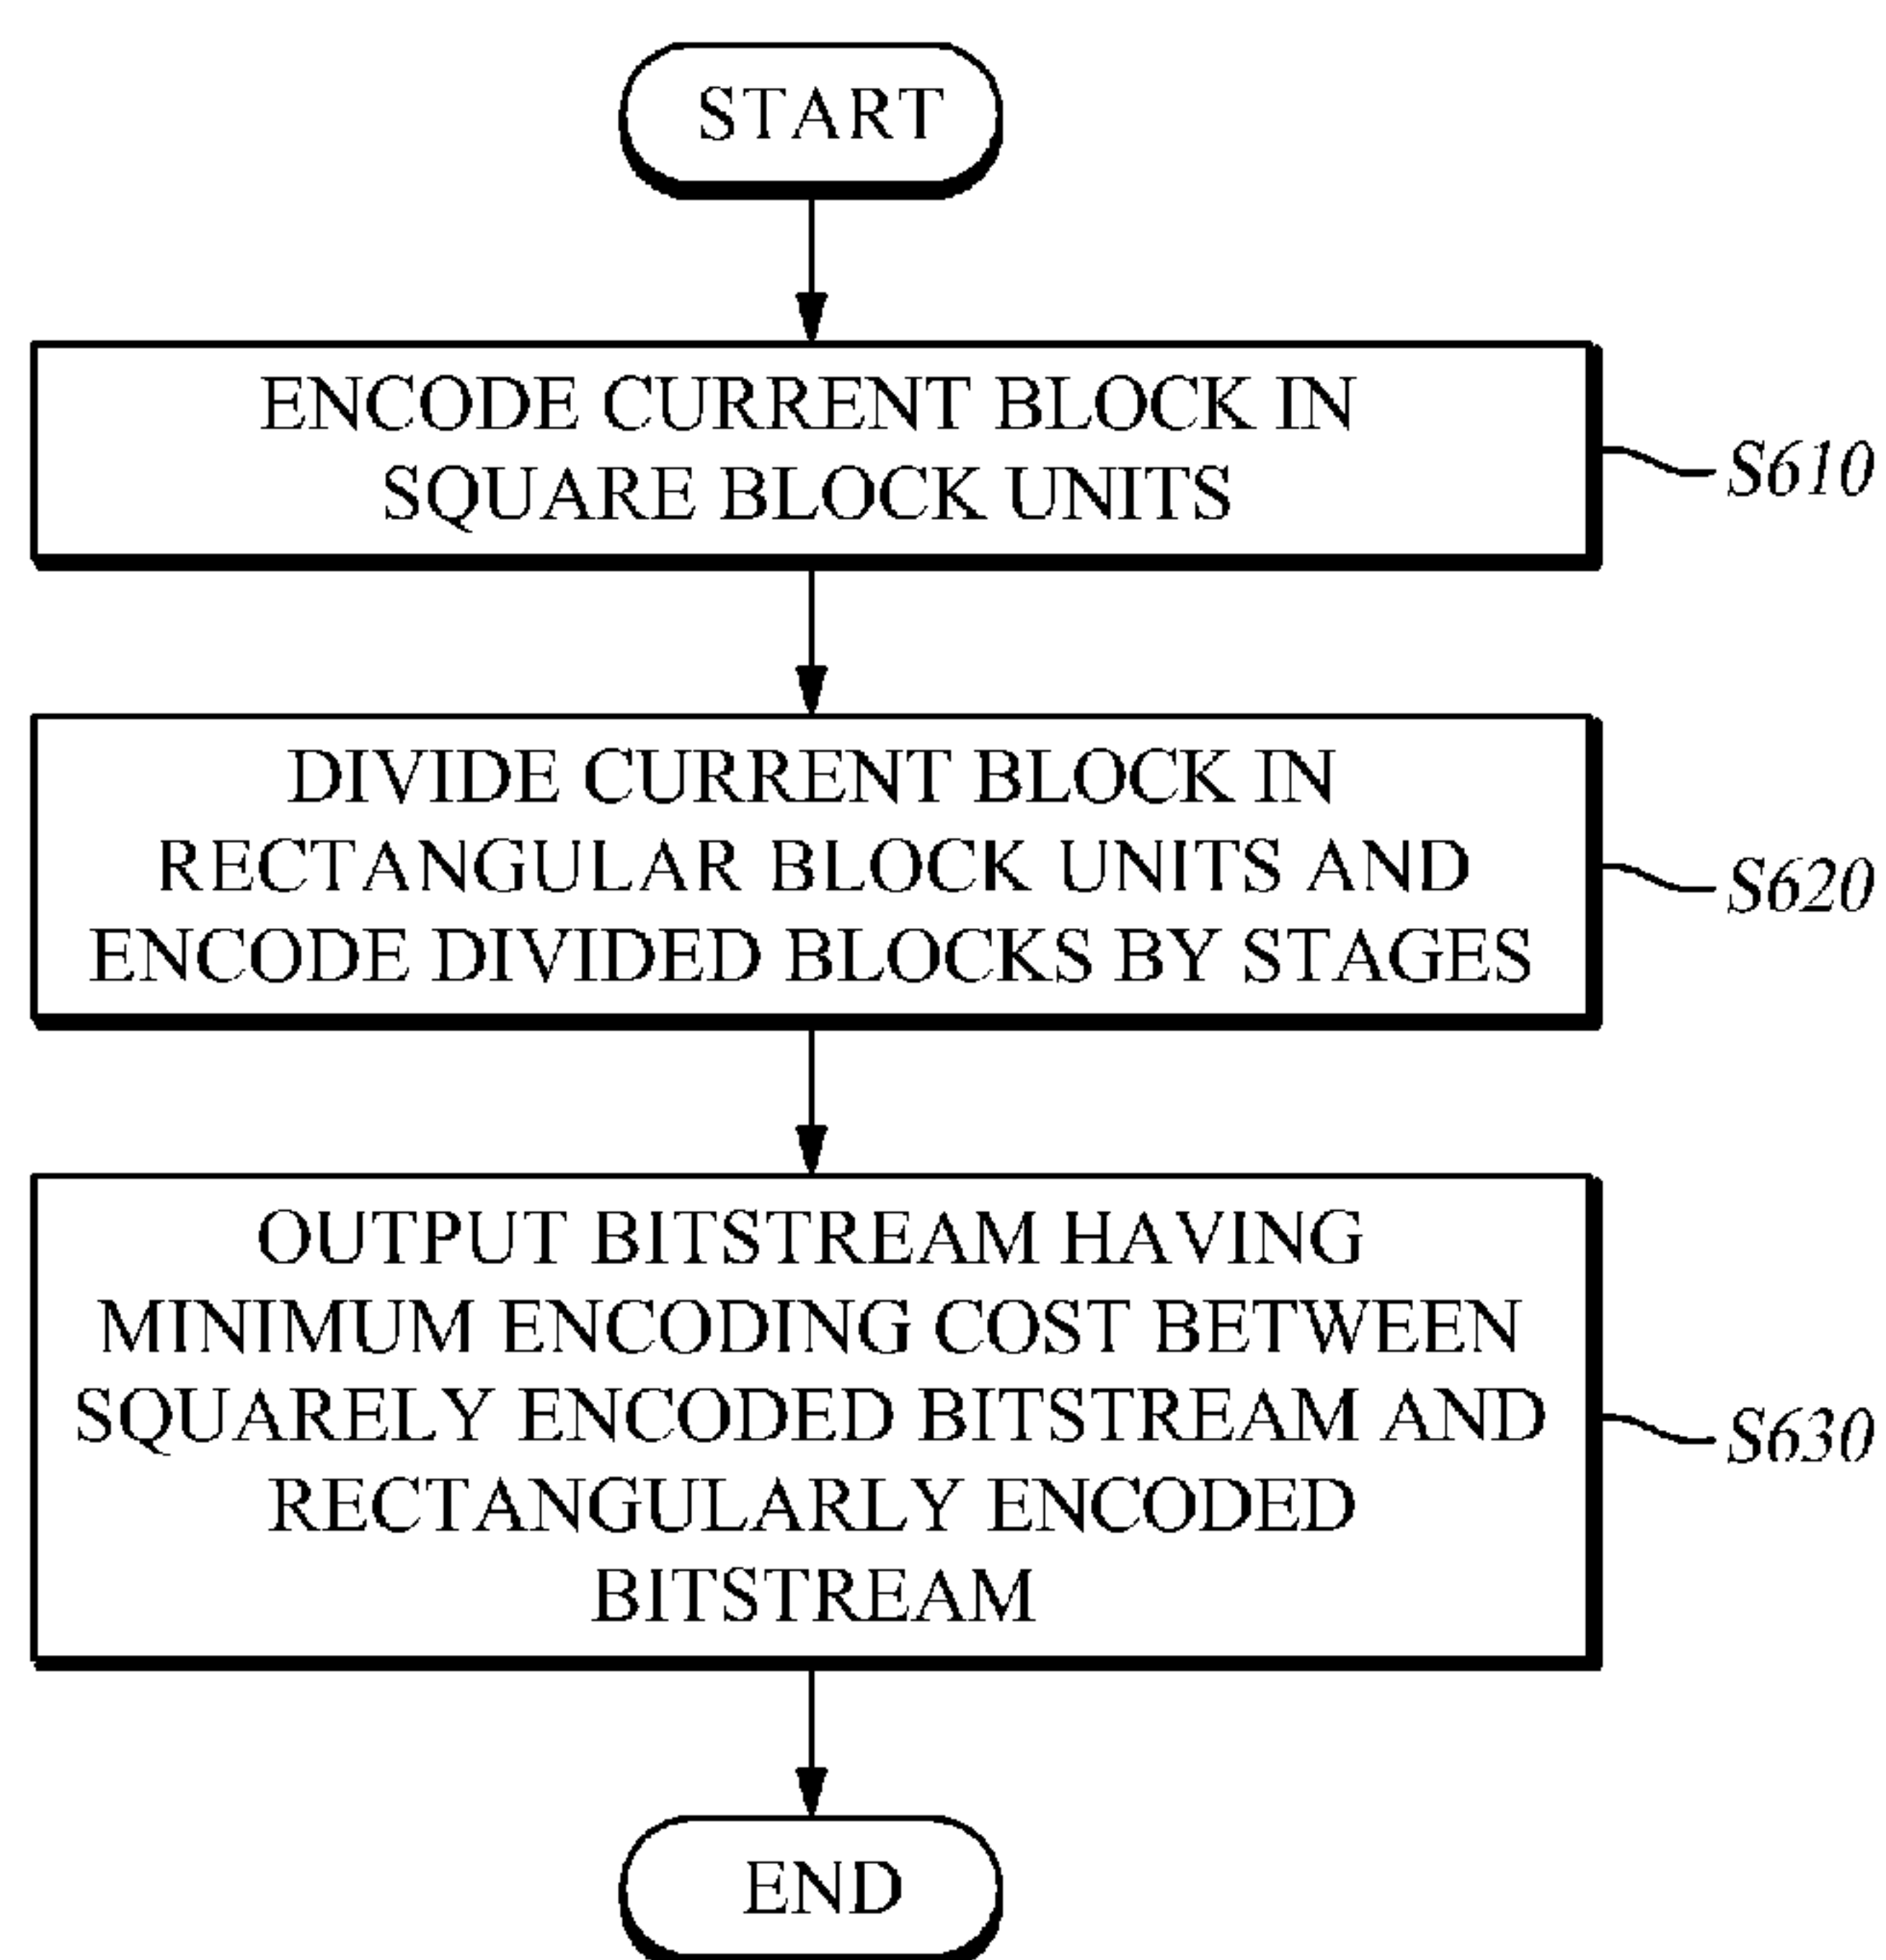 START
ENCODE CURRENT BLOCK IN
SQUARE BLOCK UNITS
S610
DIVIDE CURRENT BLOCK IN
RECTANGULAR BLOCK UNITS AND
ENCODE DIVIDED BLOCKS BY STAGES
S620
OUTPUT BITSTREAM HAVING
MINIMUM ENCODING COST BETWEEN
SQUARELY ENCODED BITSTREAM AND
RECTANGULARLY ENCODED
BITSTREAM
S630
END